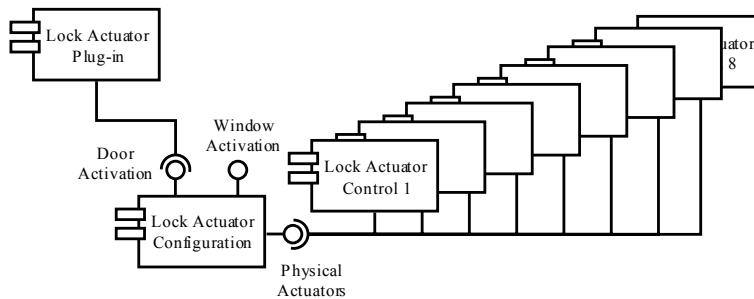 Lock Actuator
Plug-in
Window
Activation
Door
Activation
Lock Actuator
Control 1
Lock Actuator
Configuration
Physical
Actuators
8